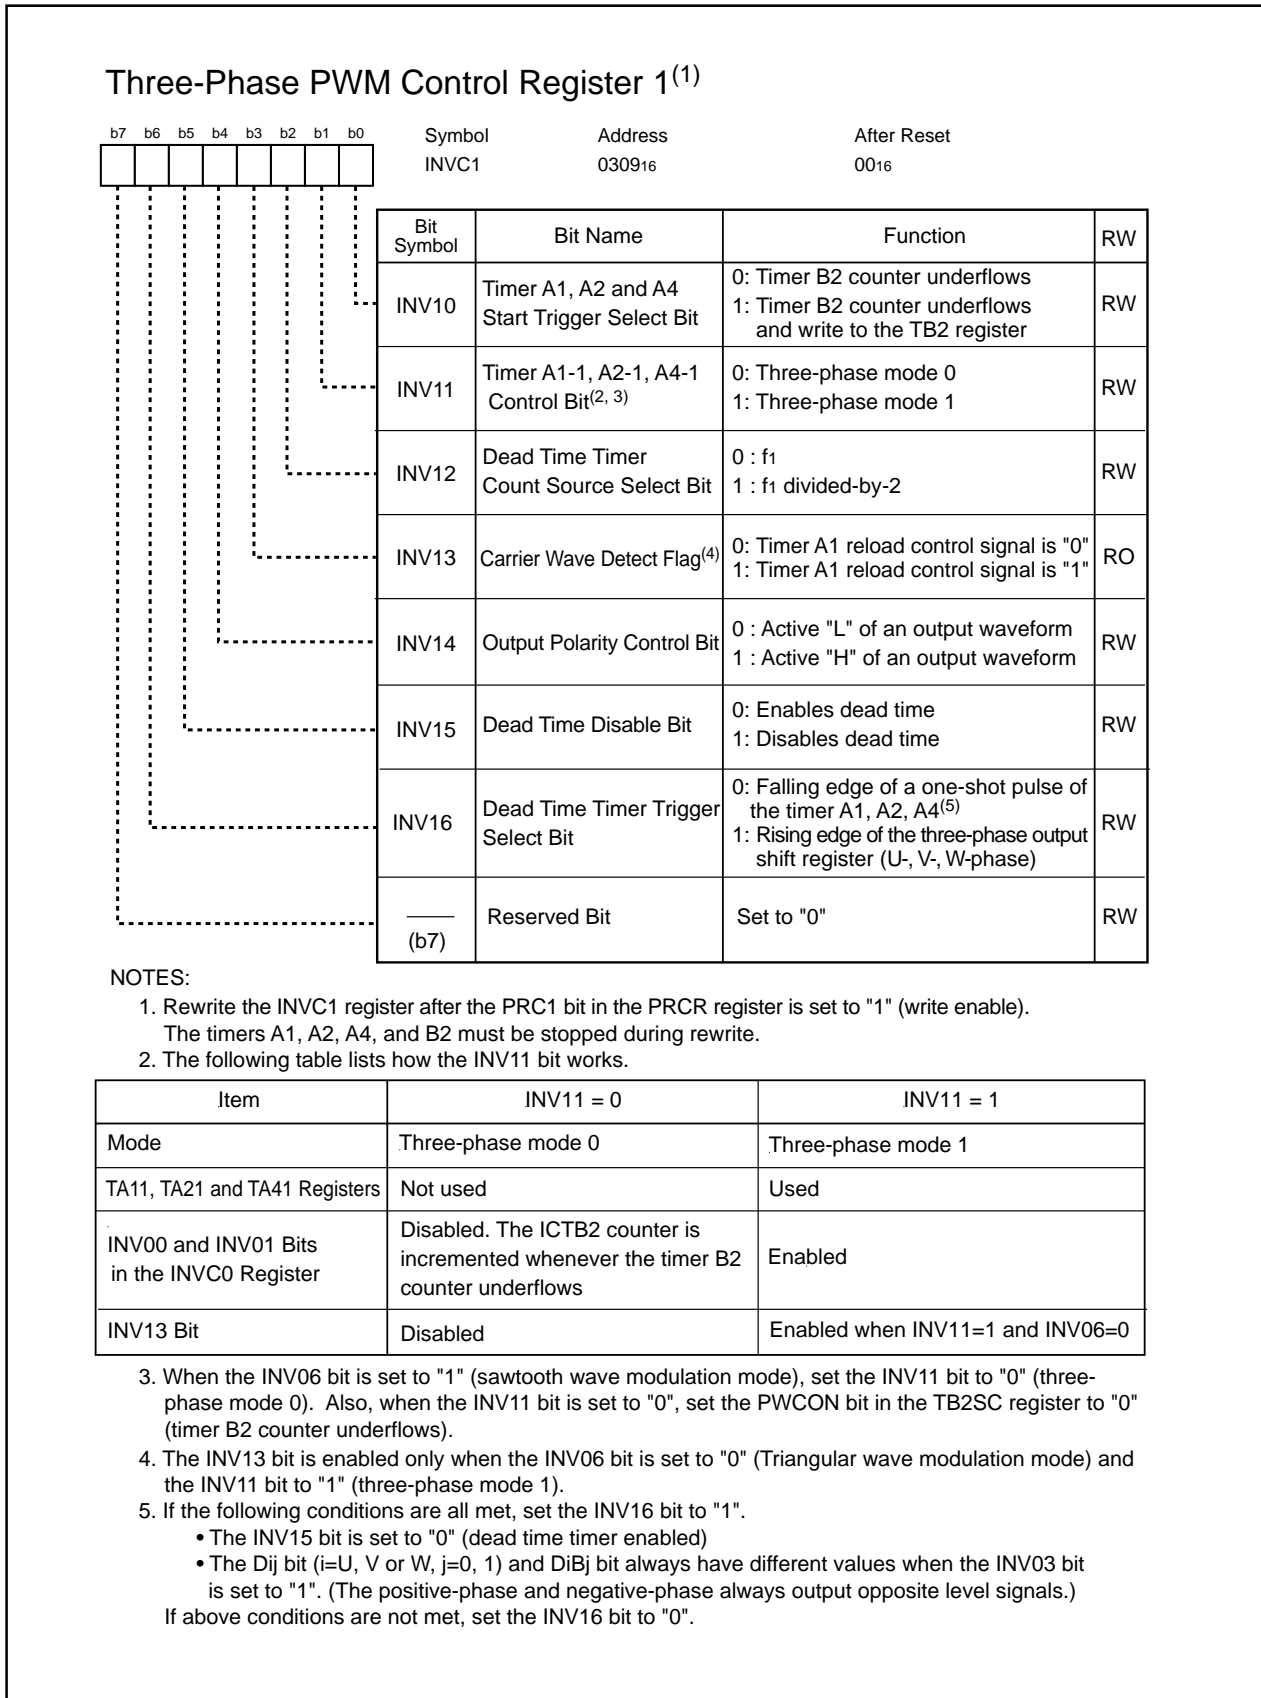 Three-Phase PWM Control Register 1(1)
b7 b6 b5 b4 b3 b2 b1 b0
Symbol Address After Reset
INVC1 030916 0016
Bit Symbol Bit Name Function RW
INV10
Timer A1, A2 and A4
Start Trigger Select Bit
0: Timer B2 counter underflows
1: Timer B2 counter underflows
and write to the TB2 register
RW
INV11
Timer A1-1, A2-1, A4-1
Control Bit(2, 3)
0: Three-phase mode 0
1: Three-phase mode 1
RW
INV12
Dead Time Timer
Count Source Select Bit
0 : f1
1 : f1 divided-by-2
RW
INV13
Carrier Wave Detect Flag(4)
0: Timer A1 reload control signal is "0"
1: Timer A1 reload control signal is "1"
RO
INV14
Output Polarity Control Bit
0 : Active "L" of an output waveform
1 : Active "H" of an output waveform
RW
INV15
Dead Time Disable Bit
0: Enables dead time
1: Disables dead time
RW
INV16
Dead Time Timer Trigger
Select Bit
0: Falling edge of a one-shot pulse of
the timer A1, A2, A4(5)
1: Rising edge of the three-phase output
shift register (U-, V-, W-phase)
RW
(b7)
Reserved Bit
Set to "0"
RW
NOTES:
1. Rewrite the INVC1 register after the PRC1 bit in the PRCR register is set to "1" (write enable).
The timers A1, A2, A4, and B2 must be stopped during rewrite.
2. The following table lists how the INV11 bit works.
Item INV11 = 0 INV11 = 1
Mode Three-phase mode 0 Three-phase mode 1
TA11, TA21 and TA41 Registers Not used Used
INV00 and INV01 Bits
in the INVC0 Register
Disabled. The ICTB2 counter is
incremented whenever the timer B2
counter underflows
Enabled
INV13 Bit Disabled Enabled when INV11=1 and INV06=0
3. When the INV06 bit is set to "1" (sawtooth wave modulation mode), set the INV11 bit to "0" (three-
phase mode 0). Also, when the INV11 bit is set to "0", set the PWCON bit in the TB2SC register to "0"
(timer B2 counter underflows).
4. The INV13 bit is enabled only when the INV06 bit is set to "0" (Triangular wave modulation mode) and
the INV11 bit to "1" (three-phase mode 1).
5. If the following conditions are all met, set the INV16 bit to "1".
• The INV15 bit is set to "0" (dead time timer enabled)
• The Dij bit (i=U, V or W, j=0, 1) and DiBj bit always have different values when the INV03 bit
is set to "1". (The positive-phase and negative-phase always output opposite level signals.)
If above conditions are not met, set the INV16 bit to "0".